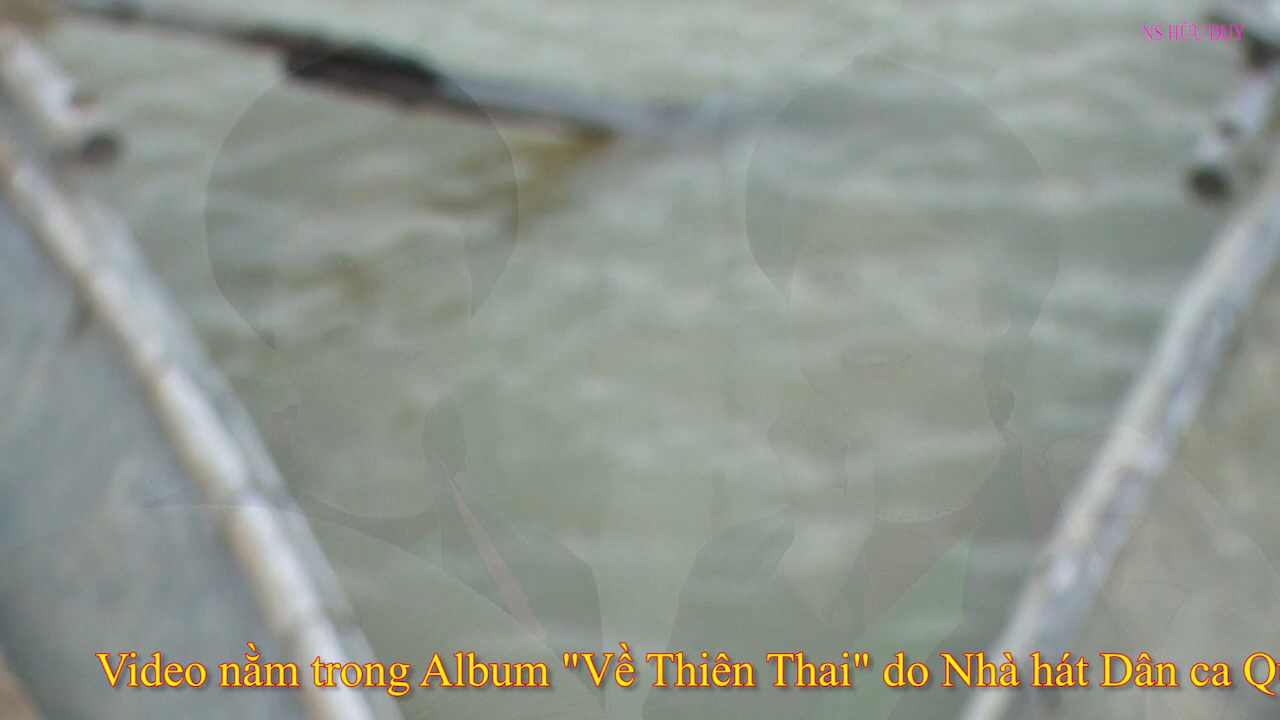 NS HỮU DUY
Video nằm trong Album "Về Thiên Thai" do Nhà hát Dân ca